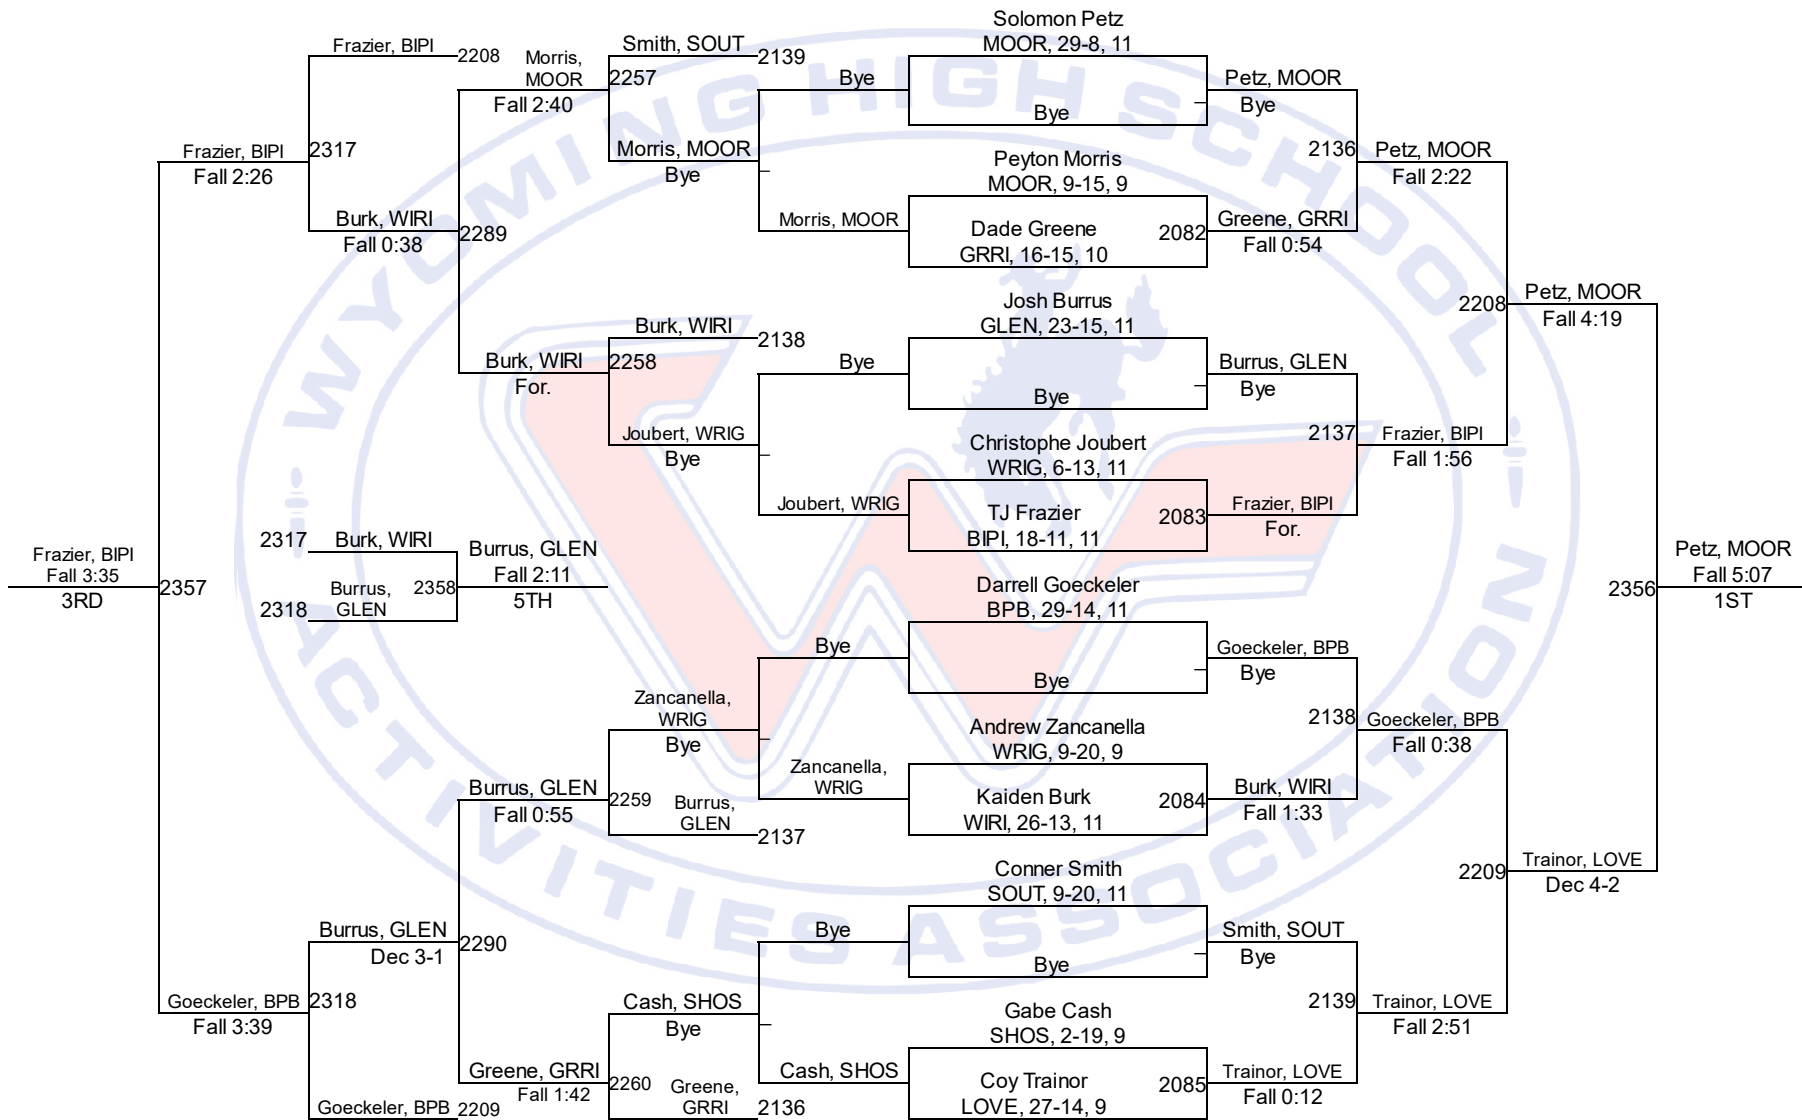 Solomon Petz
MOOR, 29-8, 11
Bye
Peyton Morris
MOOR, 9-15, 9
Dade Greene
GRRI, 16-15, 10
2082
Josh Burrus
GLEN, 23-15, 11
Bye
Christophe Joubert
WRIG, 6-13, 11
TJ Frazier
BIPI, 18-11, 11
2083
Darrell Goeckeler
BPB, 29-14, 11
Bye
Andrew Zancanella
WRIG, 9-20, 9
Kaiden Burk
WIRI, 26-13, 11
2084
Conner Smith
SOUT, 9-20, 11
Bye
Gabe Cash
SHOS, 2-19, 9
Coy Trainor
LOVE, 27-14, 9
2085
Petz, MOOR
Bye
2136
Greene, GRRI
Fall 0:54
Burrus, GLEN
Bye
2137
Frazier, BIPI
For.
Goeckeler, BPB
Bye
2138
Burk, WIRI
Fall 1:33
Smith, SOUT
Bye
2139
Trainor, LOVE
Fall 0:12
Petz, MOOR
Fall 2:22
2208
Frazier, BIPI
Fall 1:56
Goeckeler, BPB
Fall 0:38
2209
Trainor, LOVE
Fall 2:51
Petz, MOOR
Fall 4:19
2356
Trainor, LOVE
Dec 4-2
Petz, MOOR
Fall 5:07
1ST
Bye
Morris, MOOR
Bye
Joubert, WRIG
Bye
Zancanella,
WRIG
Bye
Cash, SHOS
Smith, SOUT
2139
Morris, MOOR
Bye
Burk, WIRI
2138
Joubert, WRIG
Bye
Zancanella,
WRIG
Bye
Burrus,
GLEN
2137
Cash, SHOS
Bye
Greene,
GRRI
2136
Morris,
MOOR
2257
Fall 2:40
Burk, WIRI
2258
For.
Burrus, GLEN
2259
Fall 0:55
Greene, GRRI
2260
Fall 1:42
Frazier, BIPI
2208
Burk, WIRI
2289
Fall 0:38
Burrus, GLEN
2290
Dec 3-1
Goeckeler, BPB
2209
Frazier, BIPI
2317
Fall 2:26
Goeckeler, BPB
2318
Fall 3:39
Frazier, BIPI
Fall 3:35
2357
3RD
2317
Burk, WIRI
Burrus,
GLEN
2318
2358
Burrus, GLEN
Fall 2:11
5TH
WYOMING HIGH SCHOOL
ACTIVITIES ASSOCIATION